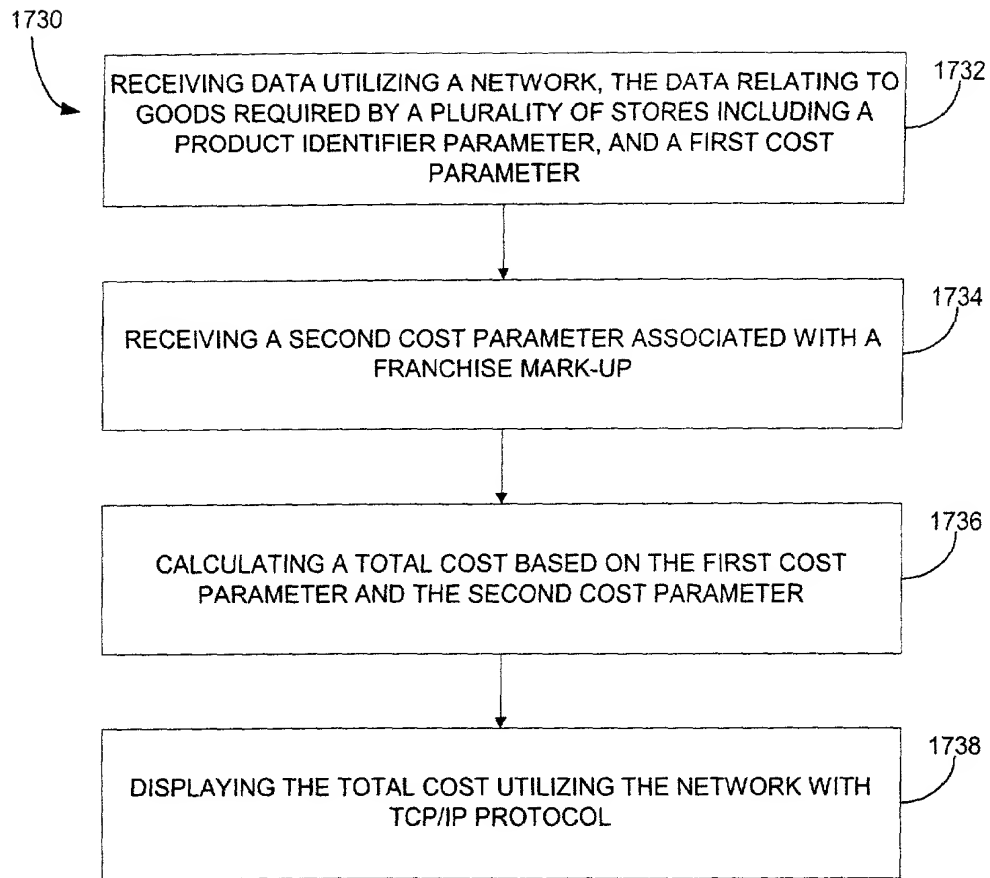 1730
RECEIVING DATA UTILIZING A NETWORK, THE DATA RELATING TO
GOODS REQUIRED BY A PLURALITY OF STORES INCLUDING A
PRODUCT IDENTIFIER PARAMETER, AND A FIRST COST
PARAMETER
1732
RECEIVING A SECOND COST PARAMETER ASSOCIATED WITH A
FRANCHISE MARK-UP
1734
CALCULATING A TOTAL COST BASED ON THE FIRST COST
PARAMETER AND THE SECOND COST PARAMETER
1736
DISPLAYING THE TOTAL COST UTILIZING THE NETWORK WITH
TCP/IP PROTOCOL
1738